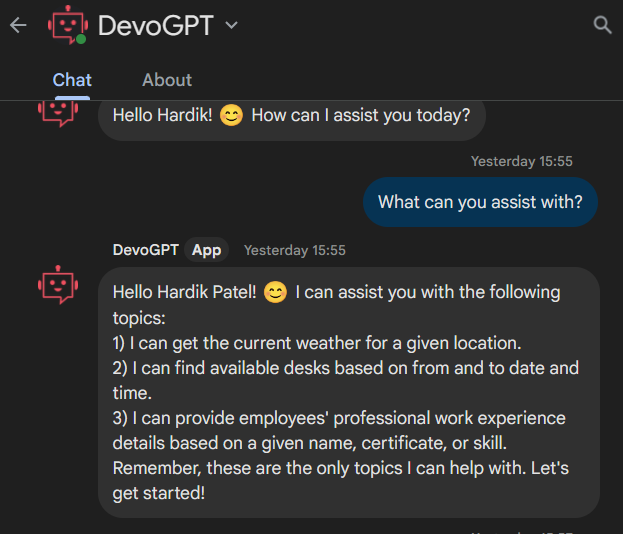 DevoGPT
Chat About
Hello Hardik! 😊 How can I assist you today?
Yesterday 15:55
What can you assist with?
DevoGPT App Yesterday 15:55
Hello Hardik Patel! 😊 I can assist you with the following
topics:
1) I can get the current weather for a given location.
2) I can find available desks based on from and to date and
time.
3) I can provide employees' professional work experience
details based on a given name, certificate, or skill.
Remember, these are the only topics I can help with. Let's
get started!